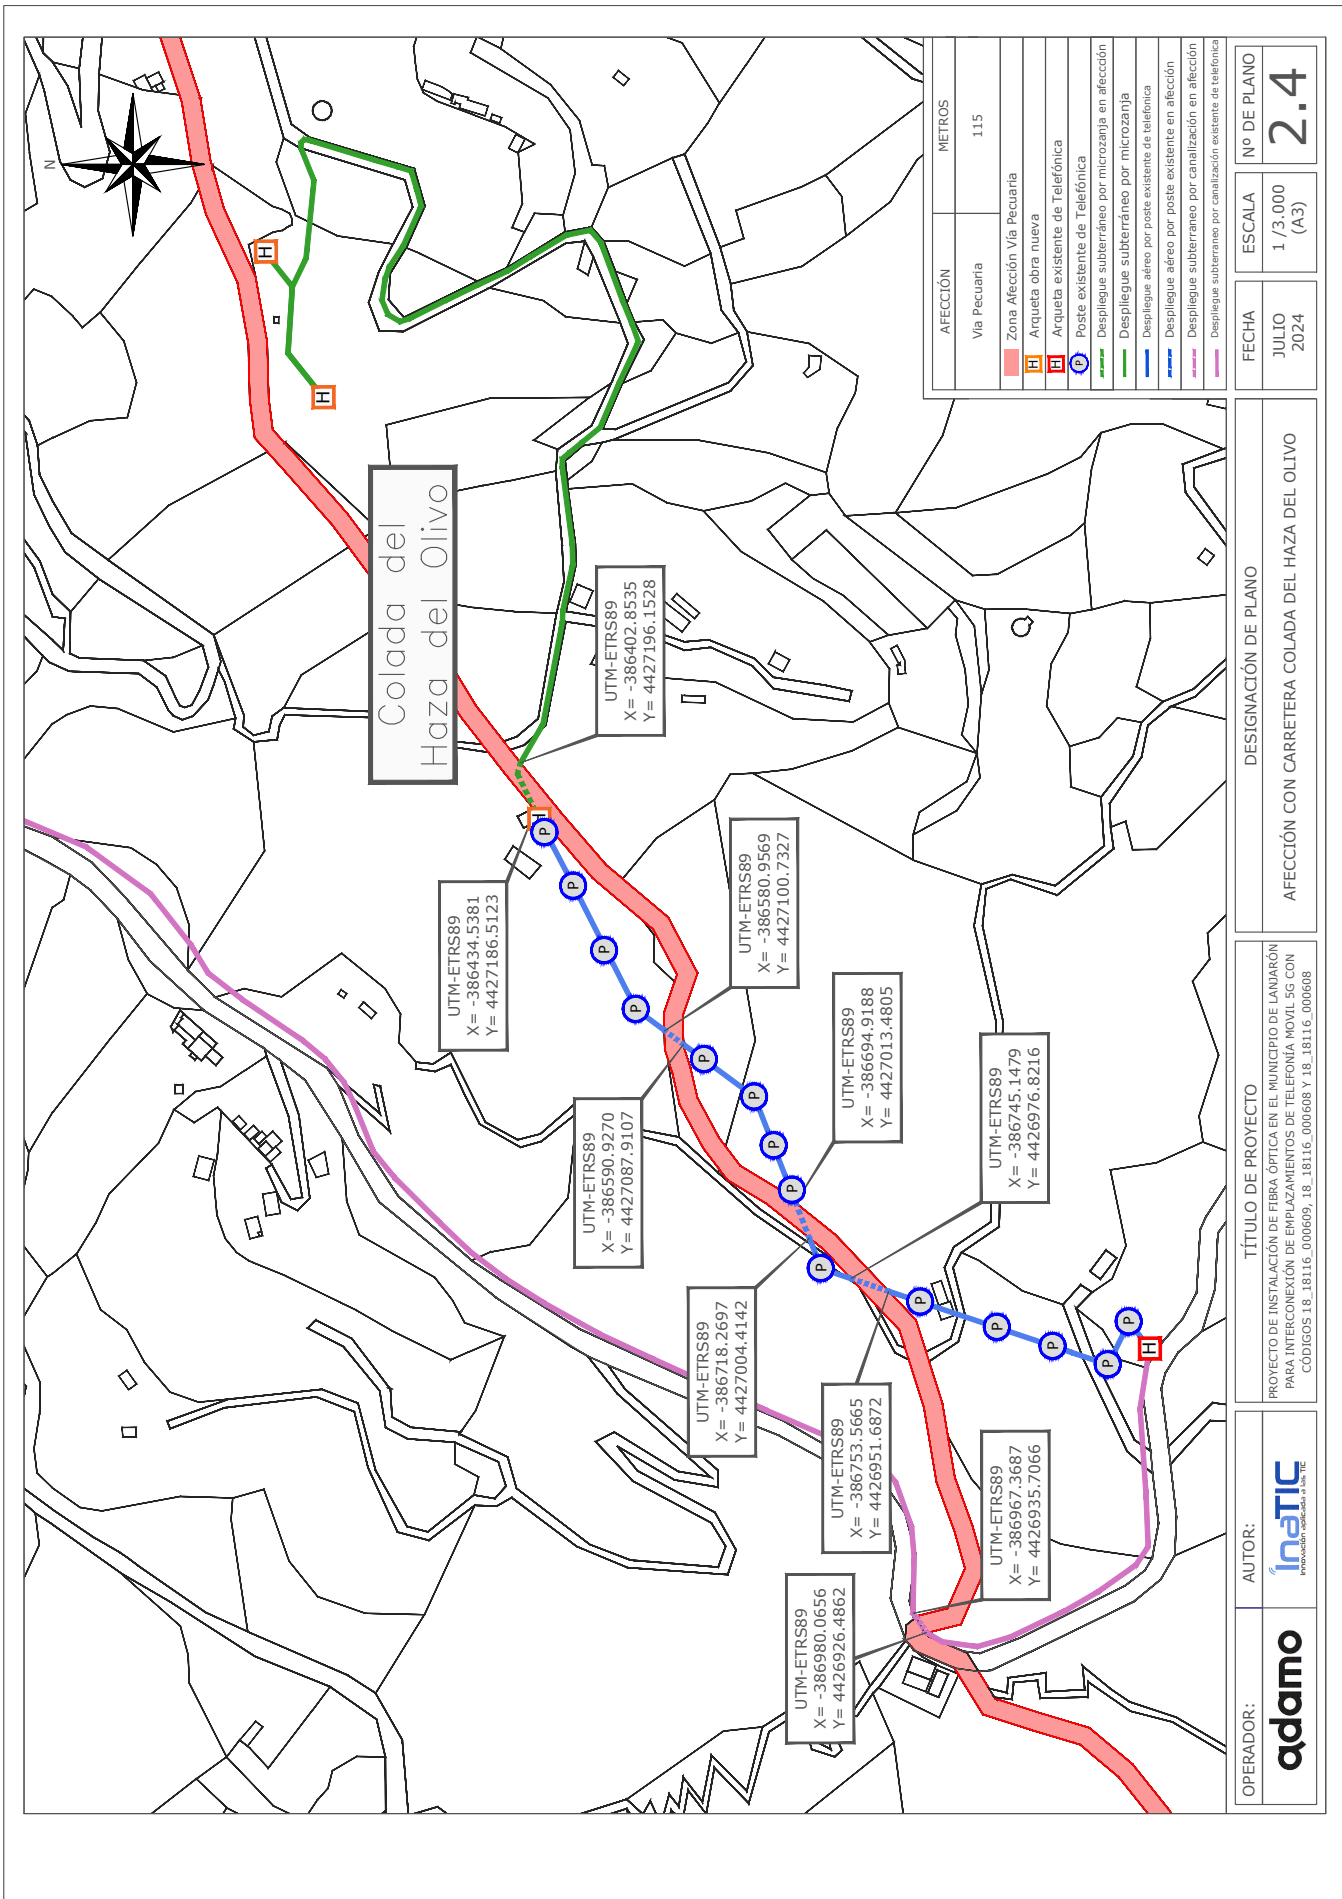 N
Colada del
Haza del Olivo
UTM-ETRS89
X= -386402.8535
Y= 4427196.1528
UTM-ETRS89
X= -386434.5381
Y= 4427186.5123
UTM-ETRS89
X= -386580.9569
Y= 4427100.7327
UTM-ETRS89
X= -386590.9270
Y= 4427087.9107
UTM-ETRS89
X= -386694.9188
Y= 4427013.4805
UTM-ETRS89
X= -386718.2697
Y= 4427004.4142
UTM-ETRS89
X= -386745.1479
Y= 4426976.8216
UTM-ETRS89
X= -386753.5665
Y= 4426951.6872
UTM-ETRS89
X= -386967.3687
Y= 4426935.7066
UTM-ETRS89
X= -386980.0656
Y= 4426926.4862
H
H
H
P
P
P
P
P
P
P
P
P
P
P
P
P
P
H
AFECCIÓN
METROS
Vía Pecuaria
115
Zona Afección Vía Pecuaria
H Arqueta obra nueva
H Arqueta existente de Telefónica
P Poste existente de Telefónica
Despliegue subterráneo por microzanja en afeccción
Despliegue subterráneo por microzanja
Despliegue aéreo por poste existente de telefonica
Despliegue aéreo por poste existente en afección
Despliegue subterraneo por canalización en afección
Despliegue subterraneo por canalización existente de telefonica
OPERADOR:
adamo
AUTOR:
inaTIC
Innovación aplicada a las TIC
TÍTULO DE PROYECTO
PROYECTO DE INSTALACIÓN DE FIBRA ÓPTICA EN EL MUNICIPIO DE LANJARÓN
PARA INTERCONEXIÓN DE EMPLAZAMIENTOS DE TELEFONÍA MOVIL 5G CON
CÓDIGOS 18_18116_000609, 18_18116_000608 Y 18_18116_000608
DESIGNACIÓN DE PLANO
AFECCIÓN CON CARRETERA COLADA DEL HAZA DEL OLIVO
FECHA
JULIO
2024
ESCALA
1 /3.000
(A3)
Nº DE PLANO
2.4